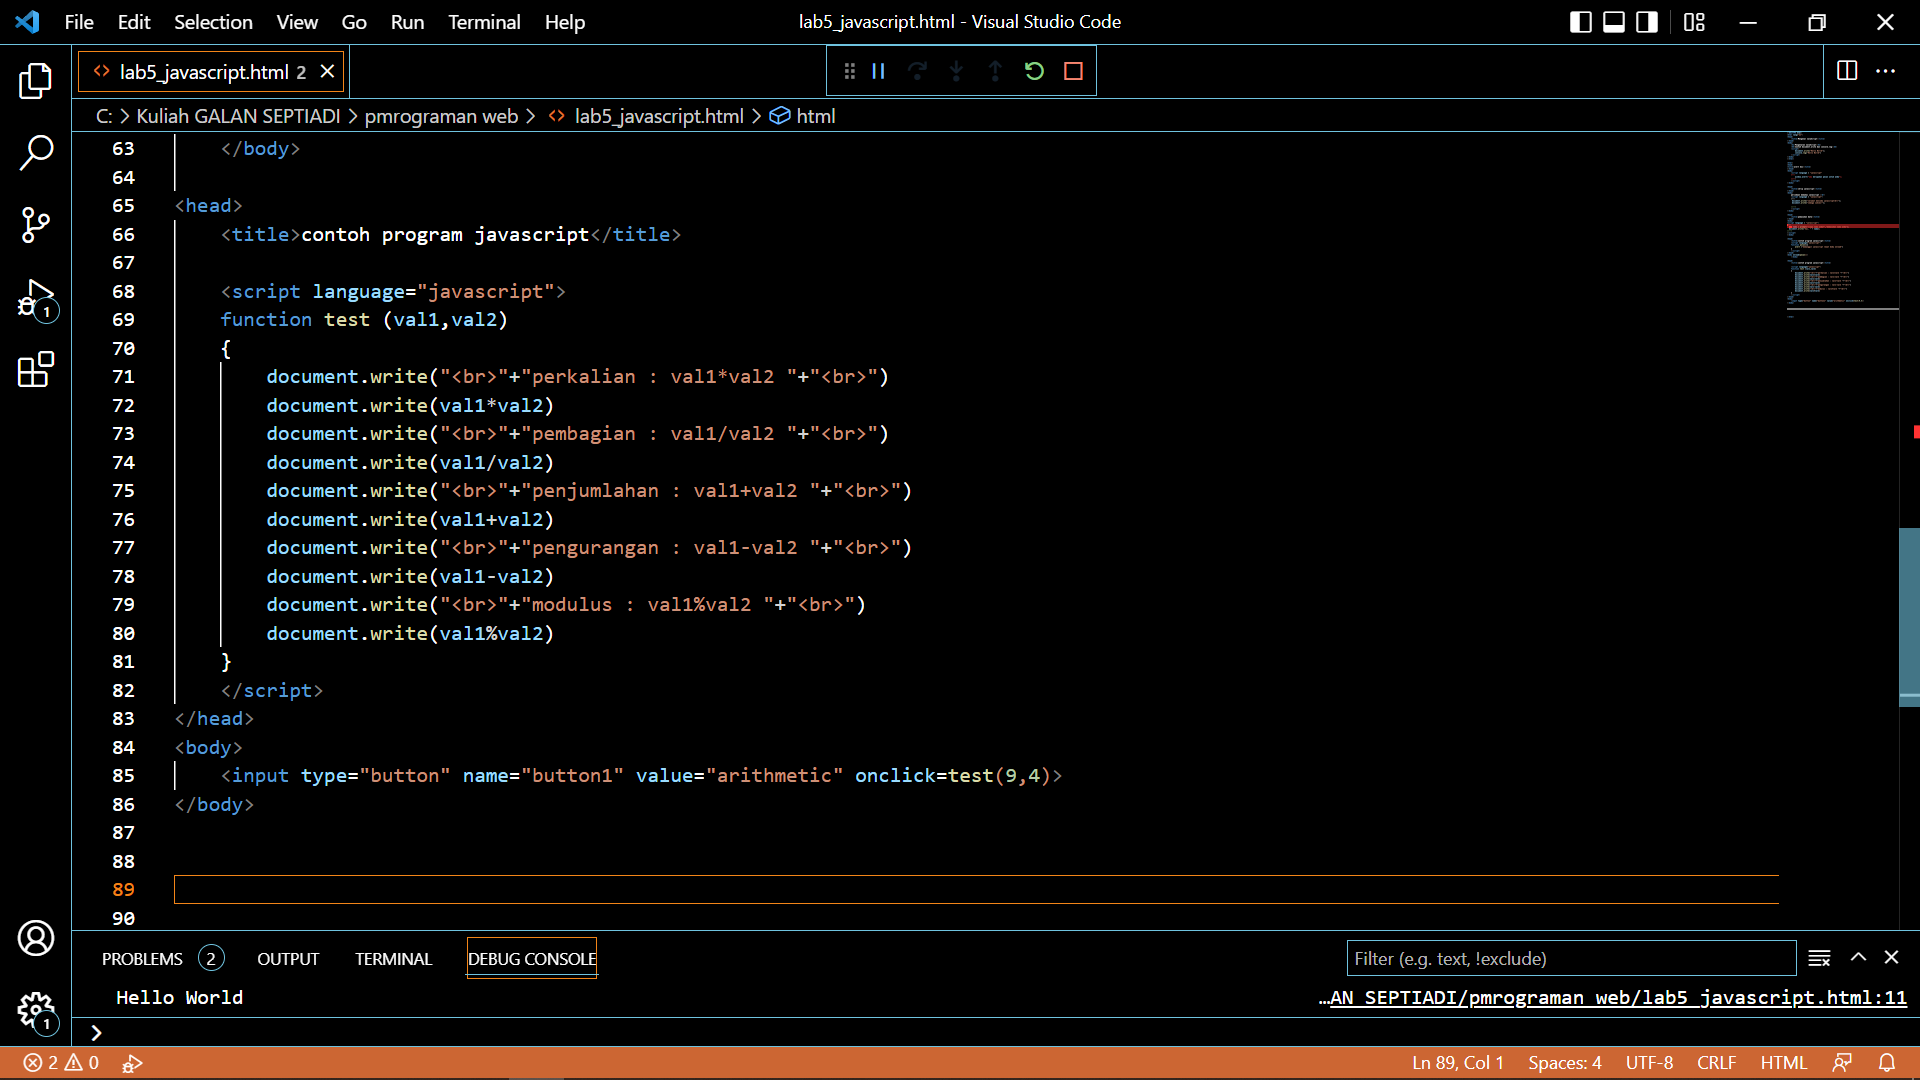 File Edit Selection View Go Run Terminal Help lab5_javascript.html - Visual Studio Code
lab5_javascript.html 2
C: > Kuliah GALAN SEPTIADI > pmrograman web > lab5_javascript.html > html
63 </body>
64
65 <head>
66 <title>contoh program javascript</title>
67
68 <script language="javascript">
69 function test (val1,val2)
70 {
71 document.write("<br>"+"perkalian : val1*val2 "+"<br>")
72 document.write(val1*val2)
73 document.write("<br>"+"pembagian : val1/val2 "+"<br>")
74 document.write(val1/val2)
75 document.write("<br>"+"penjumlahan : val1+val2 "+"<br>")
76 document.write(val1+val2)
77 document.write("<br>"+"pengurangan : val1-val2 "+"<br>")
78 document.write(val1-val2)
79 document.write("<br>"+"modulus : val1%val2 "+"<br>")
80 document.write(val1%val2)
81 }
82 </script>
83 </head>
84 <body>
85 <input type="button" name="button1" value="arithmetic" onclick=test(9,4)>
86 </body>
87
88
89
90
1
PROBLEMS 2 OUTPUT TERMINAL DEBUG CONSOLE Filter (e.g. text, !exclude)
Hello World …AN SEPTIADI/pmrograman web/lab5_javascript.html:11
1
2 0 Ln 89, Col 1 Spaces: 4 UTF-8 CRLF HTML